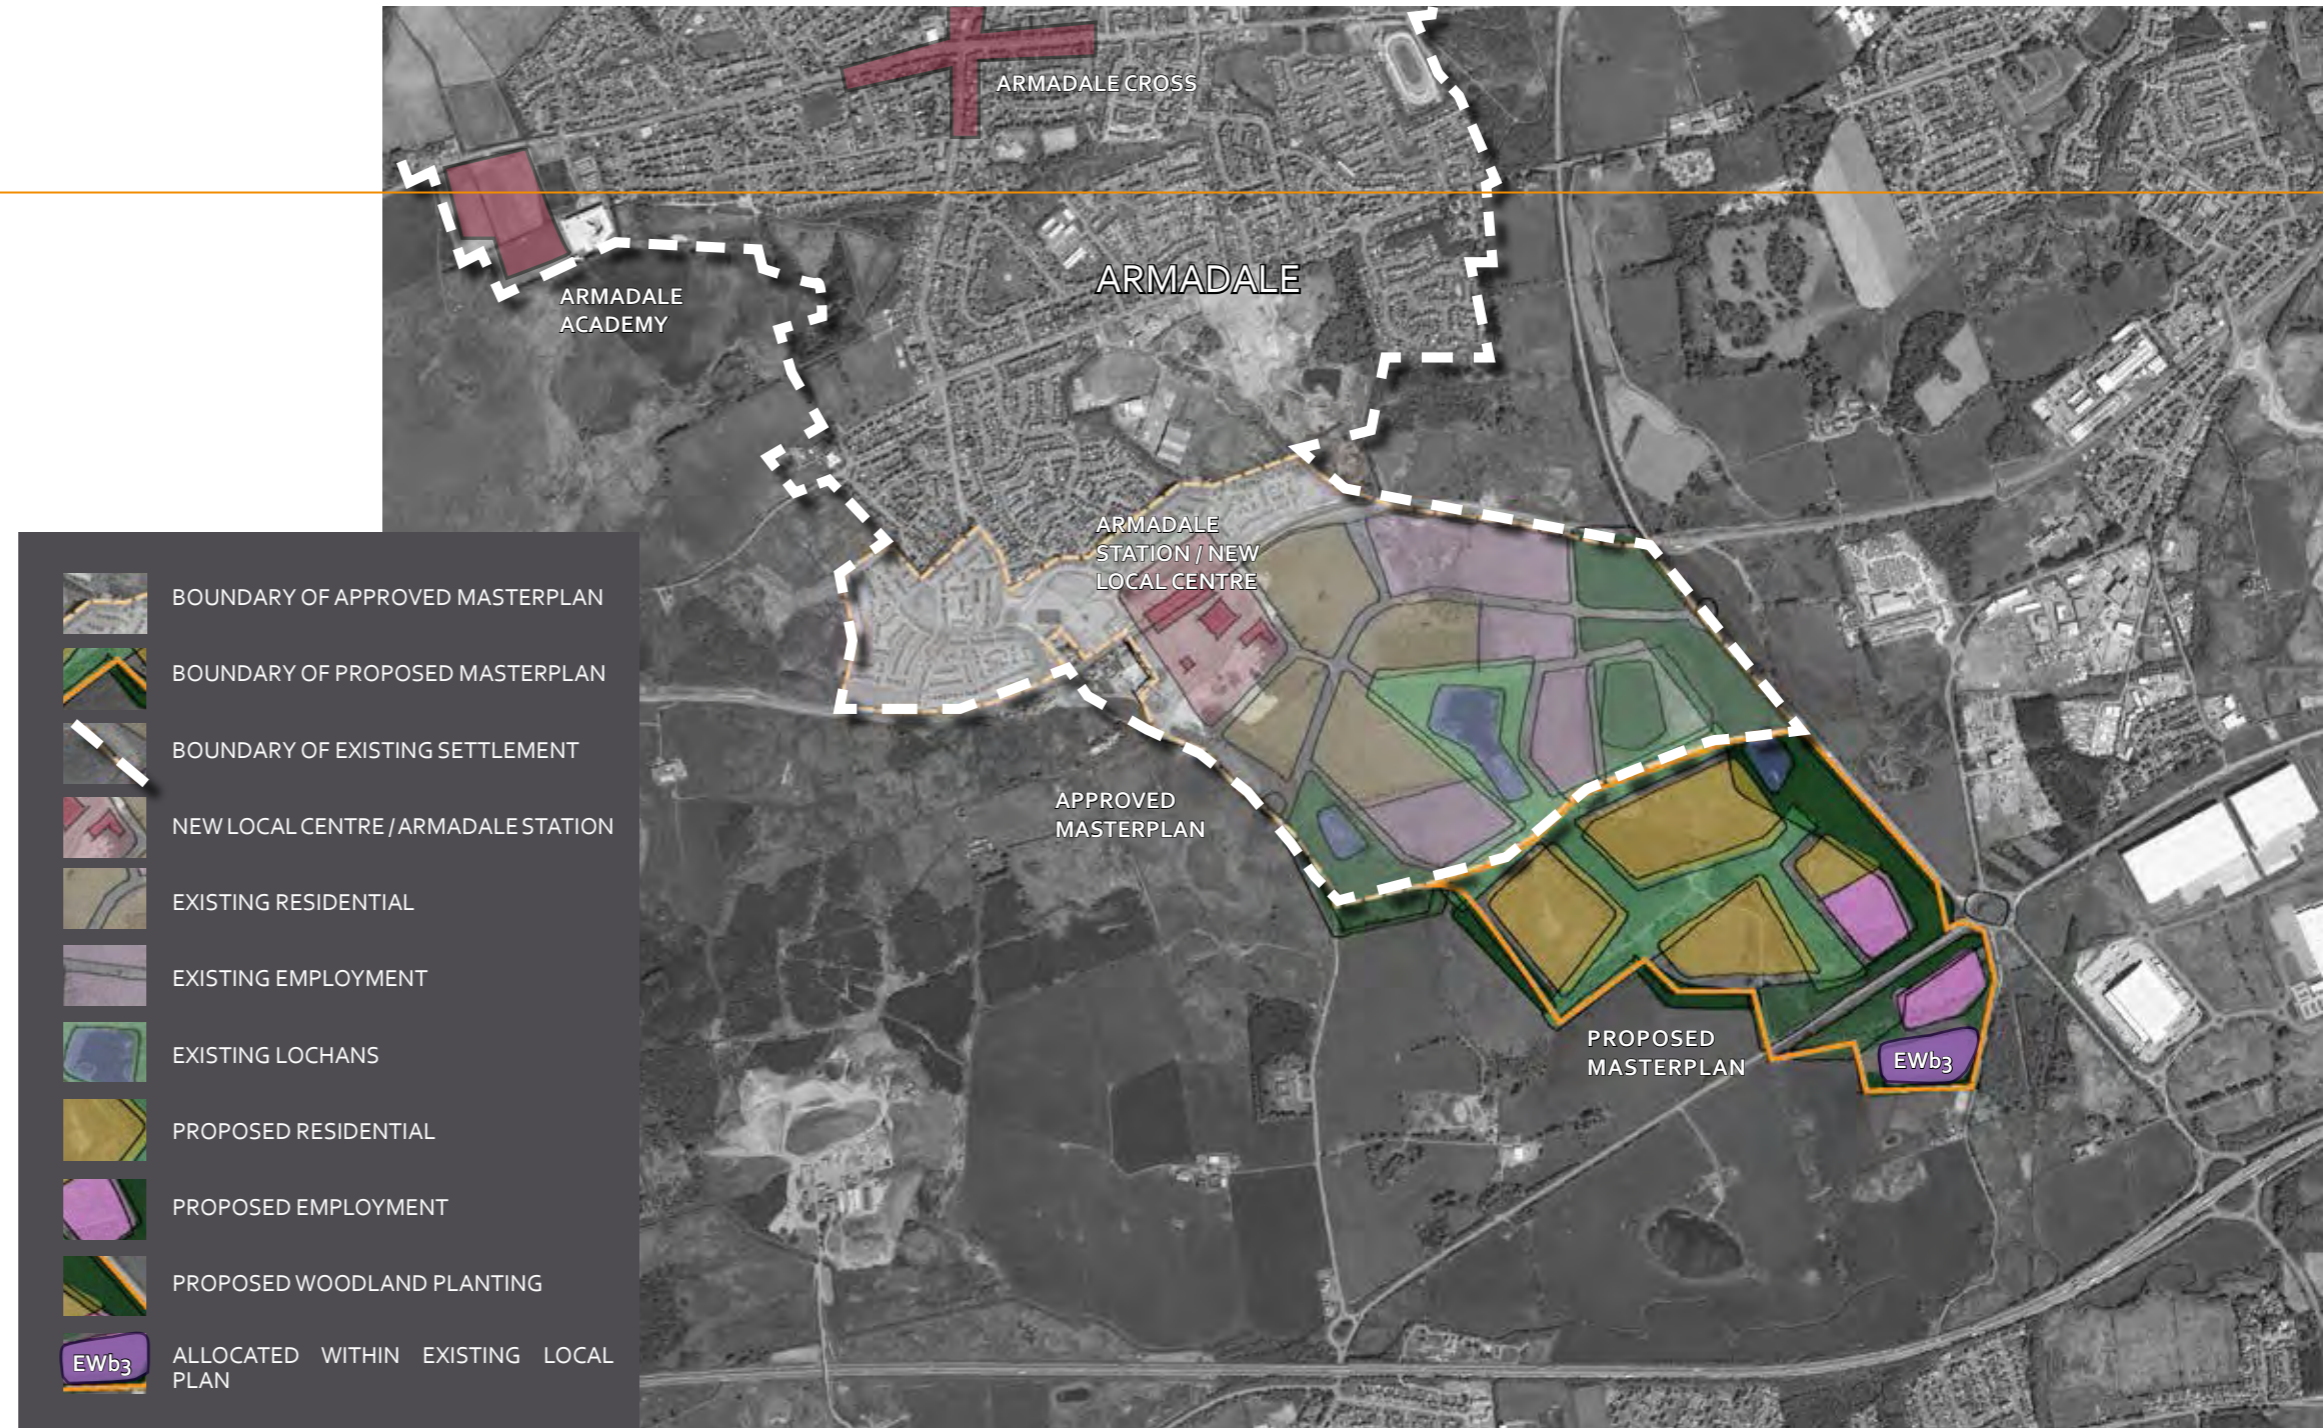 ARMADALE CROSS
ARMADALE
ACADEMY
ARMADALE
ARMADALE
STATION / NEW
LOCAL CENTRE
APPROVED
MASTERPLAN
PROPOSED
MASTERPLAN
EWb3
BOUNDARY OF APPROVED MASTERPLAN
BOUNDARY OF PROPOSED MASTERPLAN
BOUNDARY OF EXISTING SETTLEMENT
NEW LOCAL CENTRE / ARMADALE STATION
EXISTING RESIDENTIAL
EXISTING EMPLOYMENT
EXISTING LOCHANS
PROPOSED RESIDENTIAL
PROPOSED EMPLOYMENT
PROPOSED WOODLAND PLANTING
EWb3
ALLOCATED WITHIN EXISTING LOCAL
PLAN